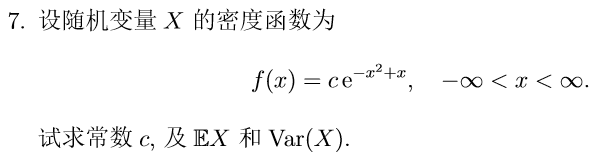 7. 设随机变量 X 的密度函数为
f(x) = c e^{-x^2+x}, -∞ < x < ∞.
试求常数 c, 及 𝔼X 和 Var(X).